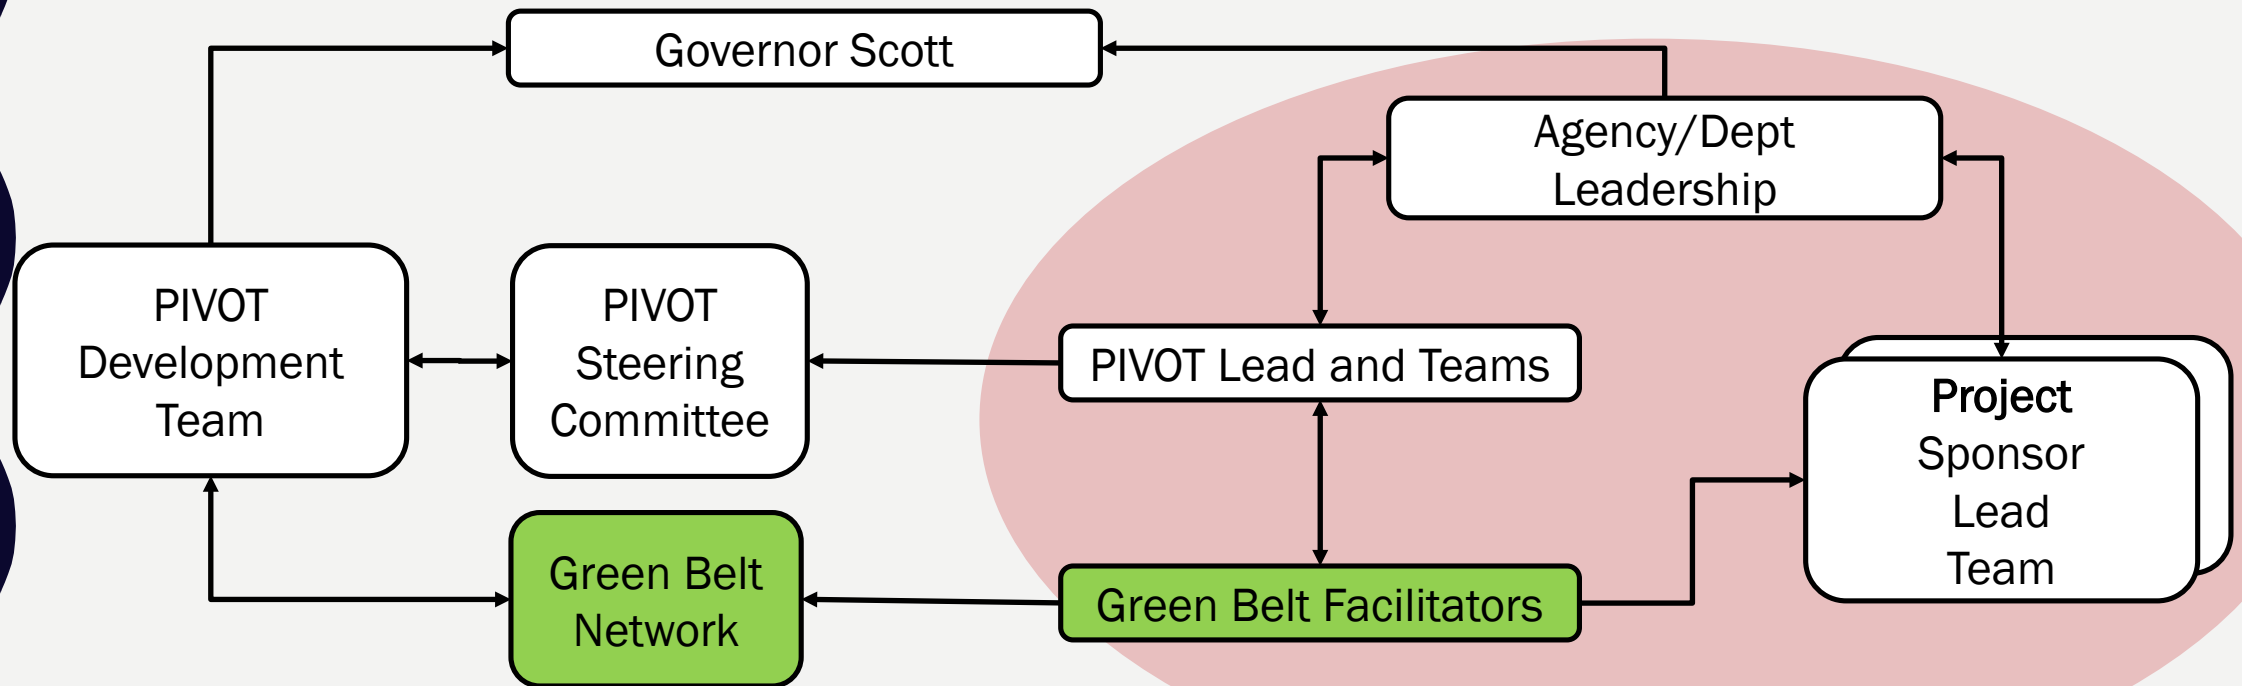 Governor Scott
Agency/Dept
Leadership
PIVOT
Development
Team
PIVOT
Steering
Committee
PIVOT Lead and Teams
Project
Sponsor
Lead
Team
Green Belt
Network
Green Belt Facilitators